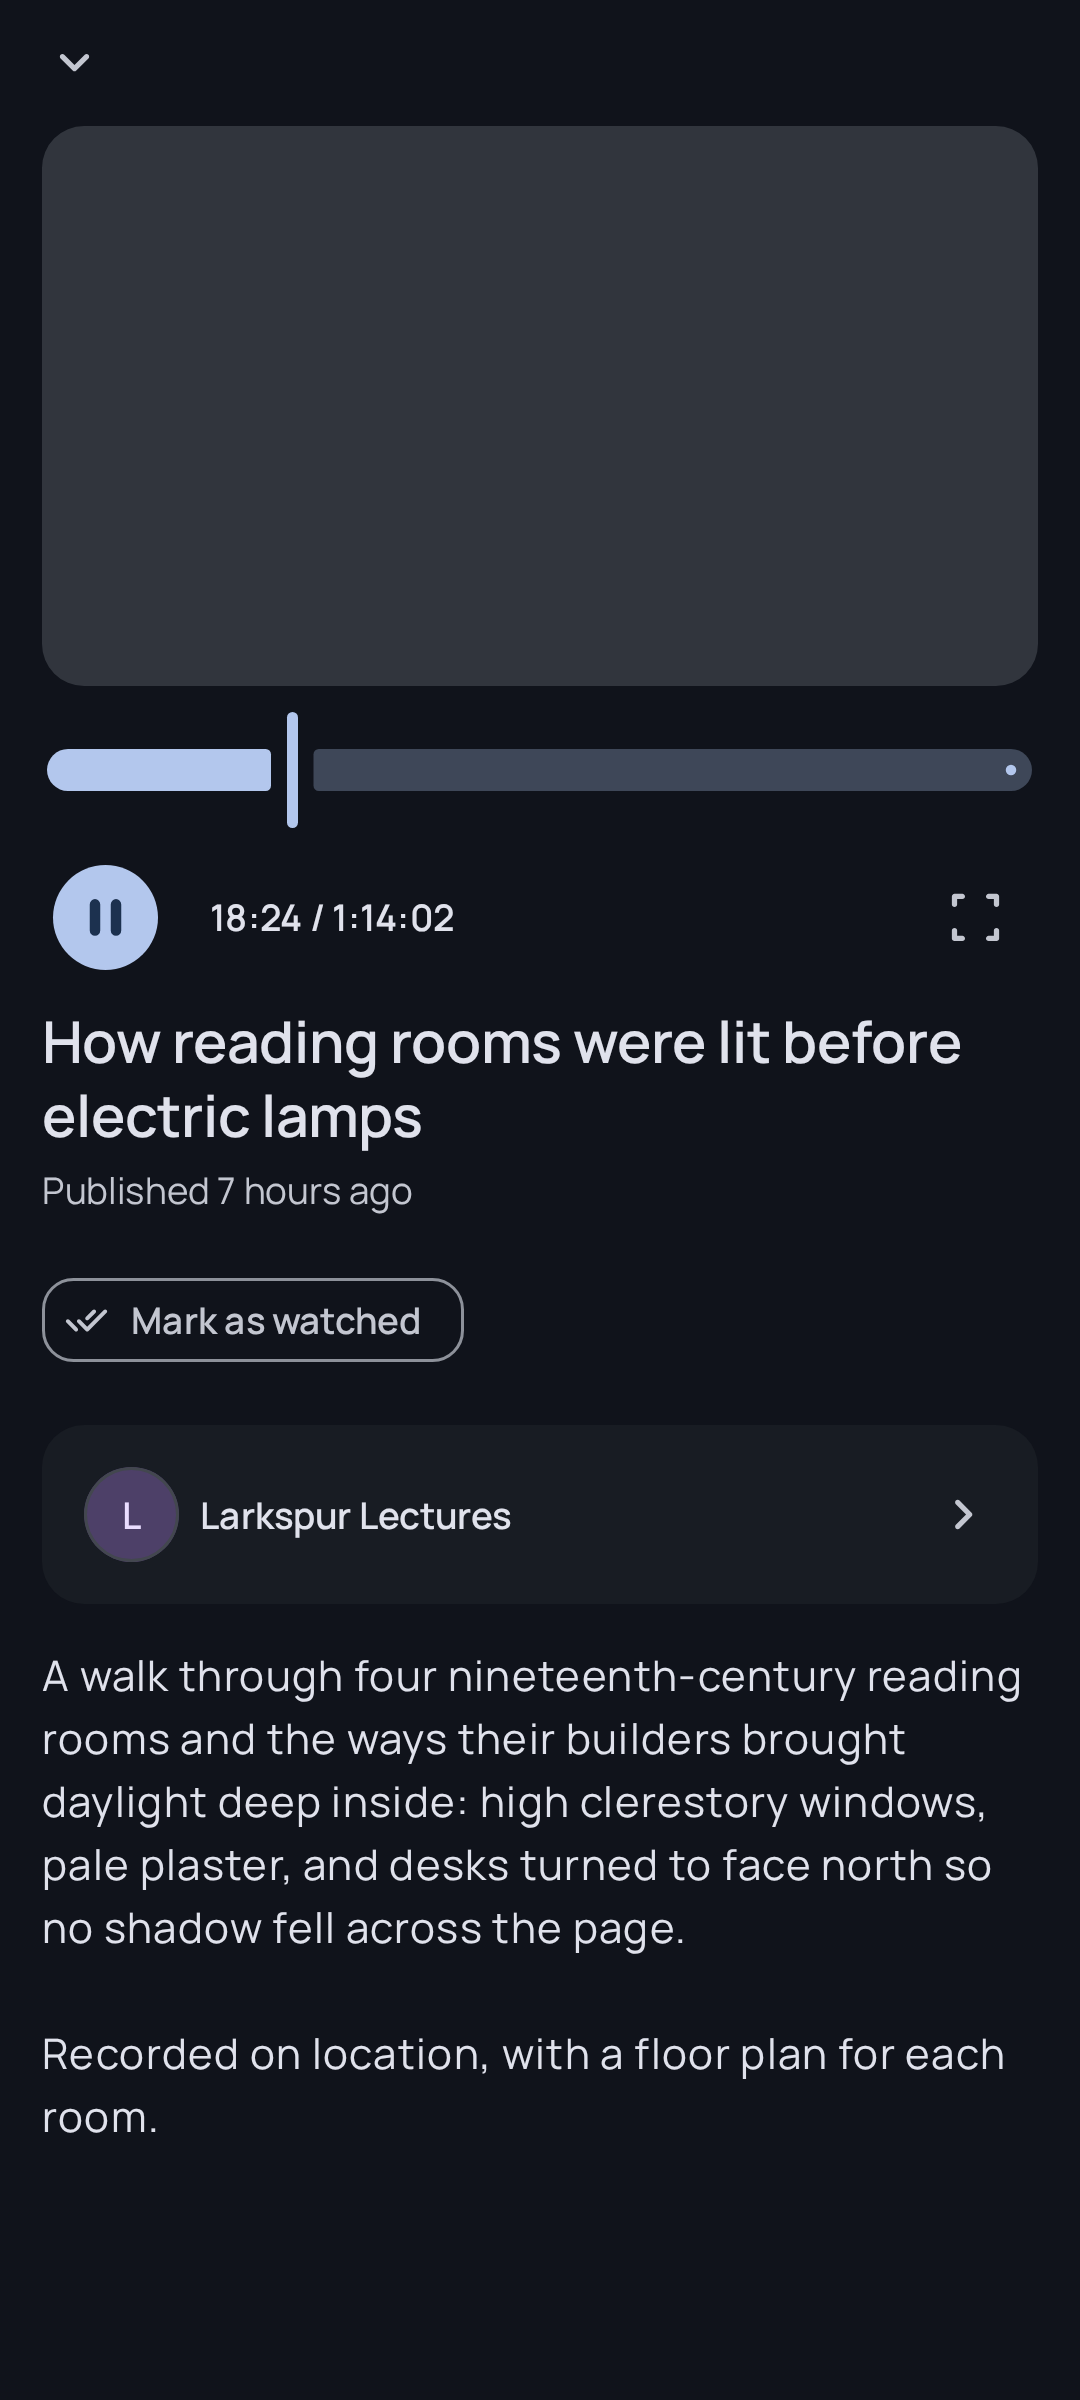 18:24 / 1:14:02
How reading rooms were lit before
electric lamps
Published 7 hours ago
Mark as watched
L
Larkspur Lectures
A walk through four nineteenth-century reading
rooms and the ways their builders brought
daylight deep inside: high clerestory windows,
pale plaster, and desks turned to face north so
no shadow fell across the page.
Recorded on location, with a floor plan for each
room.